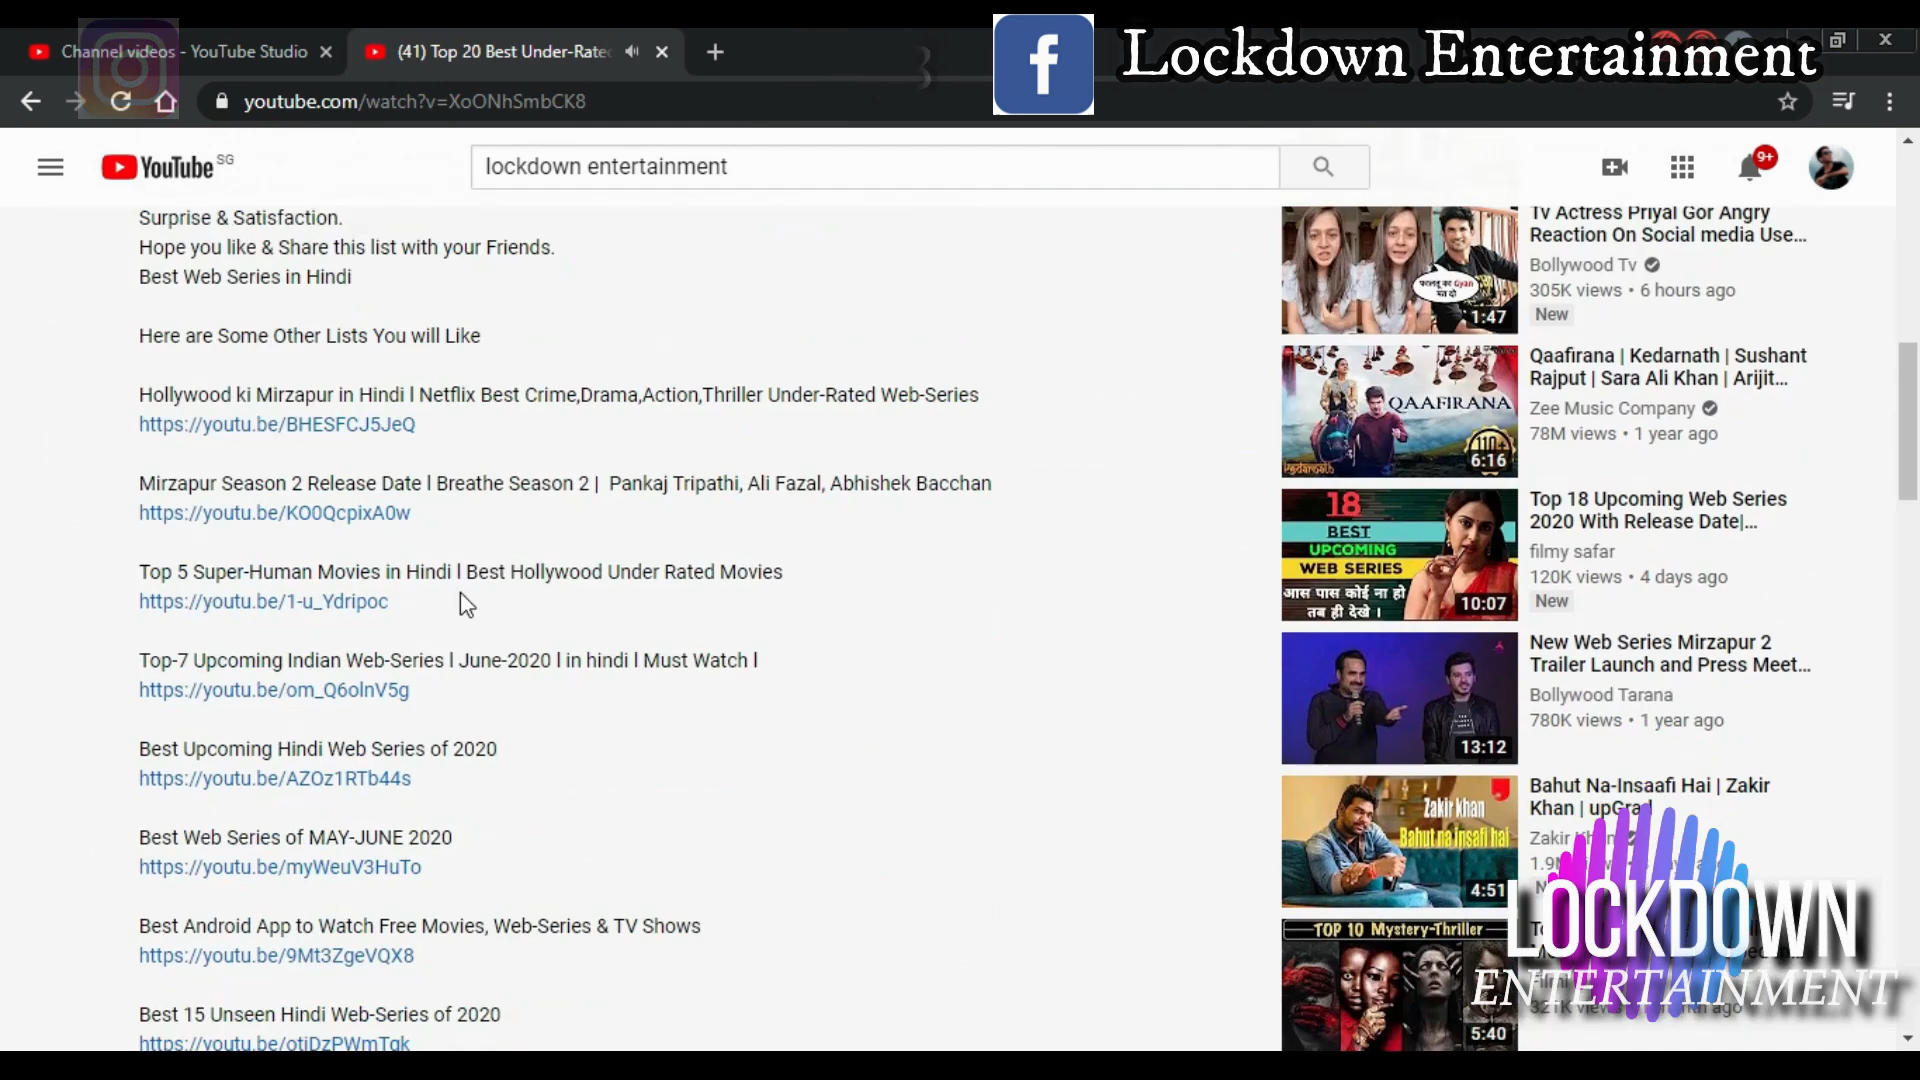 Channel videos - YouTube Studio
(41) Top 20 Best Under-Rate
Lockdown Entertainment
youtube.com/watch?v=XoONhSmbCK8
YouTube SG
lockdown entertainment
9+
Surprise & Satisfaction.
Hope you like & Share this list with your Friends.
Best Web Series in Hindi
Here are Some Other Lists You will Like
Hollywood ki Mirzapur in Hindi l Netflix Best Crime,Drama,Action,Thriller Under-Rated Web-Series
https://youtu.be/BHESFCJ5JeQ
Mirzapur Season 2 Release Date l Breathe Season 2 | Pankaj Tripathi, Ali Fazal, Abhishek Bacchan
https://youtu.be/KO0QcpixA0w
Top 5 Super-Human Movies in Hindi l Best Hollywood Under Rated Movies
https://youtu.be/1-u_Ydripoc
Top-7 Upcoming Indian Web-Series l June-2020 l in hindi l Must Watch l
https://youtu.be/om_Q6olnV5g
Best Upcoming Hindi Web Series of 2020
https://youtu.be/AZOz1RTb44s
Best Web Series of MAY-JUNE 2020
https://youtu.be/myWeuV3HuTo
Best Android App to Watch Free Movies, Web-Series & TV Shows
https://youtu.be/9Mt3ZgeVQX8
Best 15 Unseen Hindi Web-Series of 2020
https://youtu.be/otiDzPWmTqk
फालतू का Gyan
मत दो
1:47
Tv Actress Priyal Gor Angry
Reaction On Social media Use...
Bollywood Tv
305K views • 6 hours ago
New
QAAFIRANA
110+
kedarnath
6:16
Qaafirana | Kedarnath | Sushant
Rajput | Sara Ali Khan | Arijit...
Zee Music Company
78M views • 1 year ago
18
BEST
UPCOMING
WEB SERIES
आस पास कोई ना हो
तब ही देखे ।
10:07
Top 18 Upcoming Web Series
2020 With Release Date|...
filmy safar
120K views • 4 days ago
New
13:12
New Web Series Mirzapur 2
Trailer Launch and Press Meet...
Bollywood Tarana
780K views • 1 year ago
Zakir khan
Bahut na insafi hai
4:51
Bahut Na-Insaafi Hai | Zakir
Khan | upGrad
Zakir
TOP 10 Mystery-Thriller
5:40
LOCKDOWN
ENTERTAINMENT